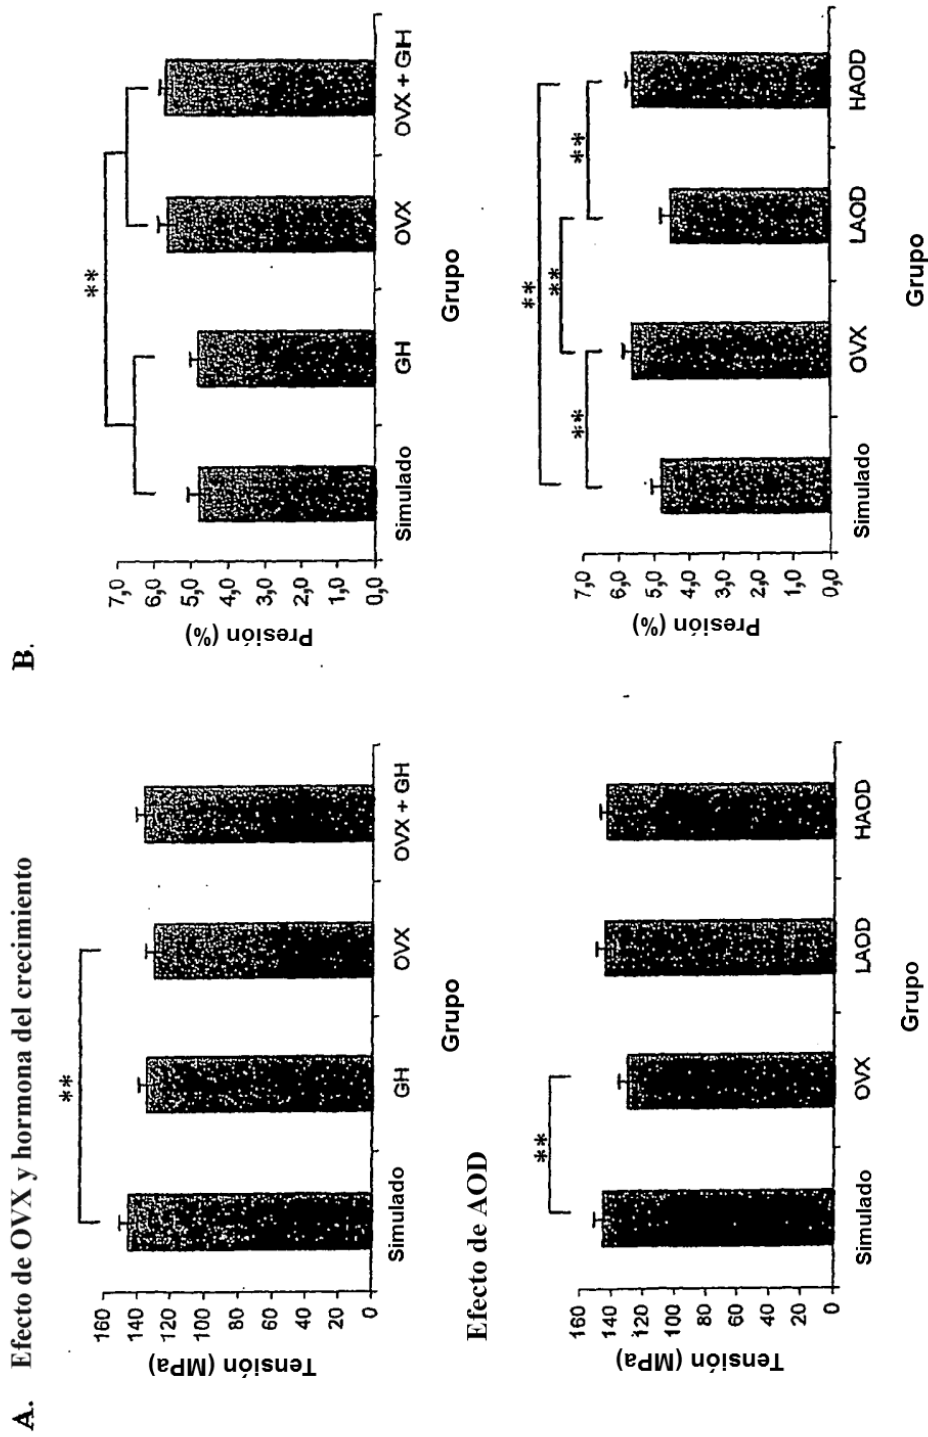 A. Efecto de OVX y hormona del crecimiento
Tensión (MPa)
160
140
120
100
80
60
40
20
0
**
Simulado GH OVX OVX + GH
Grupo
B.
Presión (%)
7,0
6,0
5,0
4,0
3,0
2,0
1,0
0,0
**
Simulado GH OVX OVX + GH
Grupo
Efecto de AOD
Tensión (MPa)
160
140
120
100
80
60
40
20
0
**
Simulado OVX LAOD HAOD
Grupo
Presión (%)
7,0
6,0
5,0
4,0
3,0
2,0
1,0
0,0
**
**
**
**
Simulado OVX LAOD HAOD
Grupo